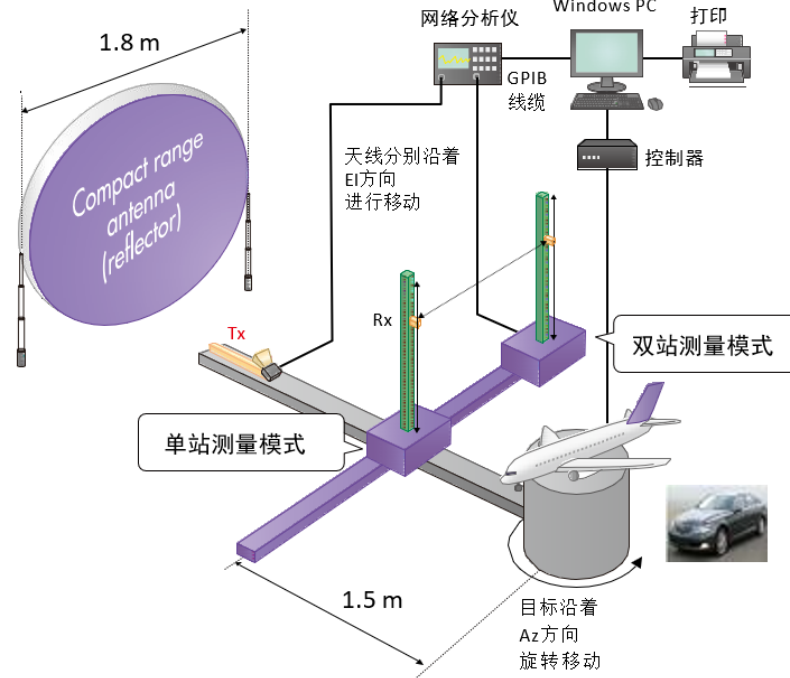 1.8 m
Compact range
antenna
(reflector)
网络分析仪
Windows PC
打印
GPIB
线缆
控制器
天线分别沿着
EI方向
进行移动
Rx
Tx
双站测量模式
单站测量模式
1.5 m
目标沿着
Az方向
旋转移动